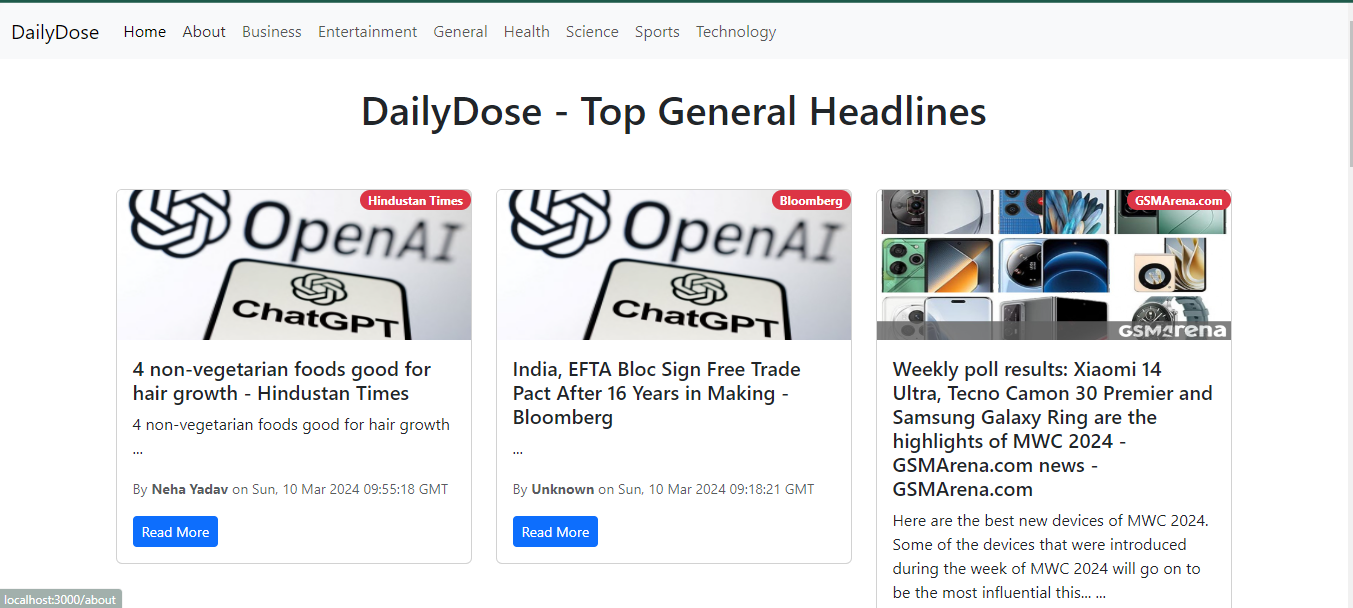 DailyDose Home About Business Entertainment General Health Science Sports Technology
DailyDose - Top General Headlines
Hindustan Times
OpenAI
ChatGPT
4 non-vegetarian foods good for
hair growth - Hindustan Times
4 non-vegetarian foods good for hair growth
...
By Neha Yadav on Sun, 10 Mar 2024 09:55:18 GMT
Read More
Bloomberg
OpenAI
ChatGPT
India, EFTA Bloc Sign Free Trade
Pact After 16 Years in Making -
Bloomberg
...
By Unknown on Sun, 10 Mar 2024 09:18:21 GMT
Read More
GSMArena.com
GSMArena
Weekly poll results: Xiaomi 14
Ultra, Tecno Camon 30 Premier and
Samsung Galaxy Ring are the
highlights of MWC 2024 -
GSMArena.com news -
GSMArena.com
Here are the best new devices of MWC 2024.
Some of the devices that were introduced
during the week of MWC 2024 will go on to
be the most influential this... ...
localhost:3000/about